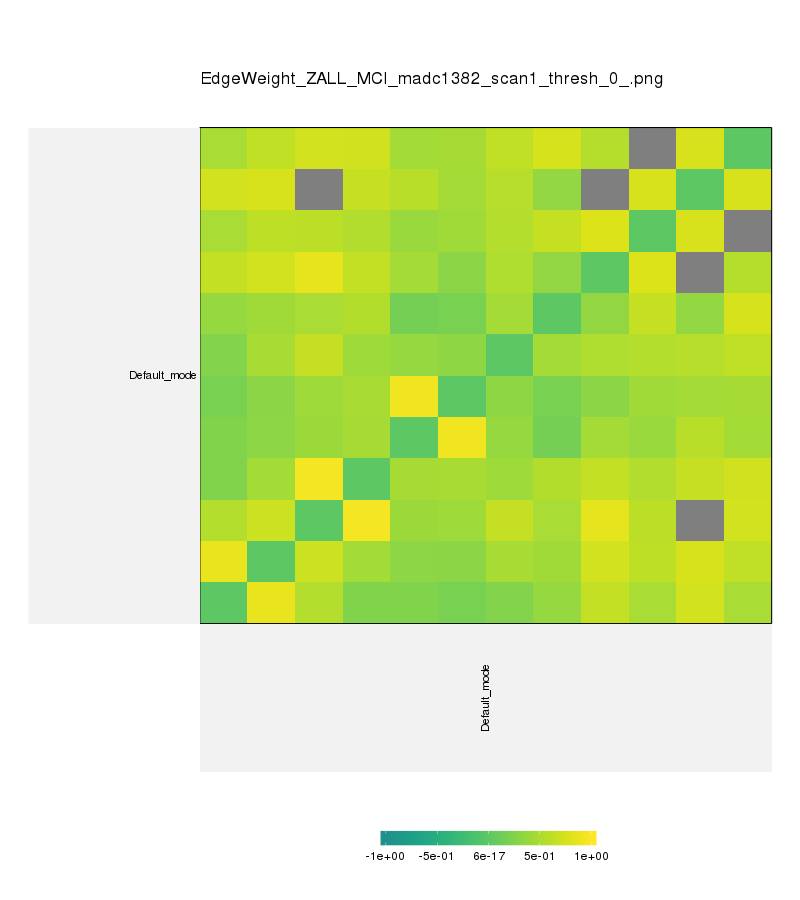 EdgeWeight_ZALL_MCI_madc1382_scan1_thresh_0_.png
Default_mode
Default_mode
-1e+00 -5e-01 6e-17 5e-01 1e+00